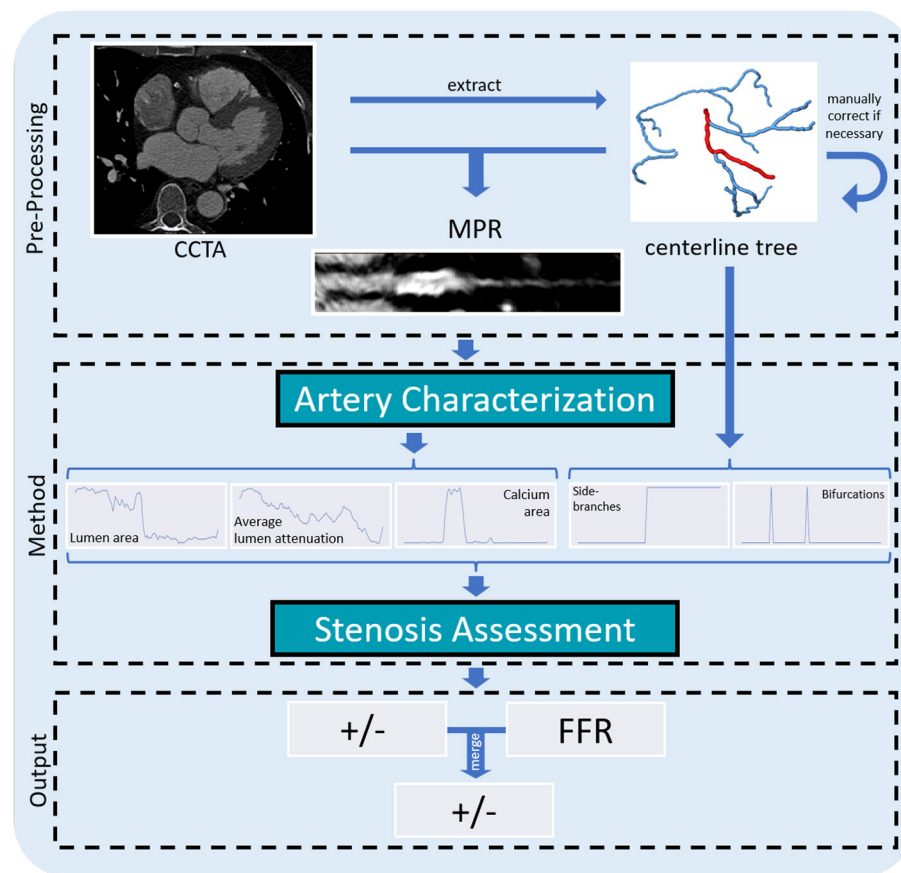 Pre-Processing
extract
manually
correct if
necessary
CCTA
MPR
centerline tree
Method
Artery Characterization
Lumen area
Average
lumen attenuation
Calcium
area
Side-
branches
Bifurcations
Stenosis Assessment
Output
+/-
FFR
merge
+/-